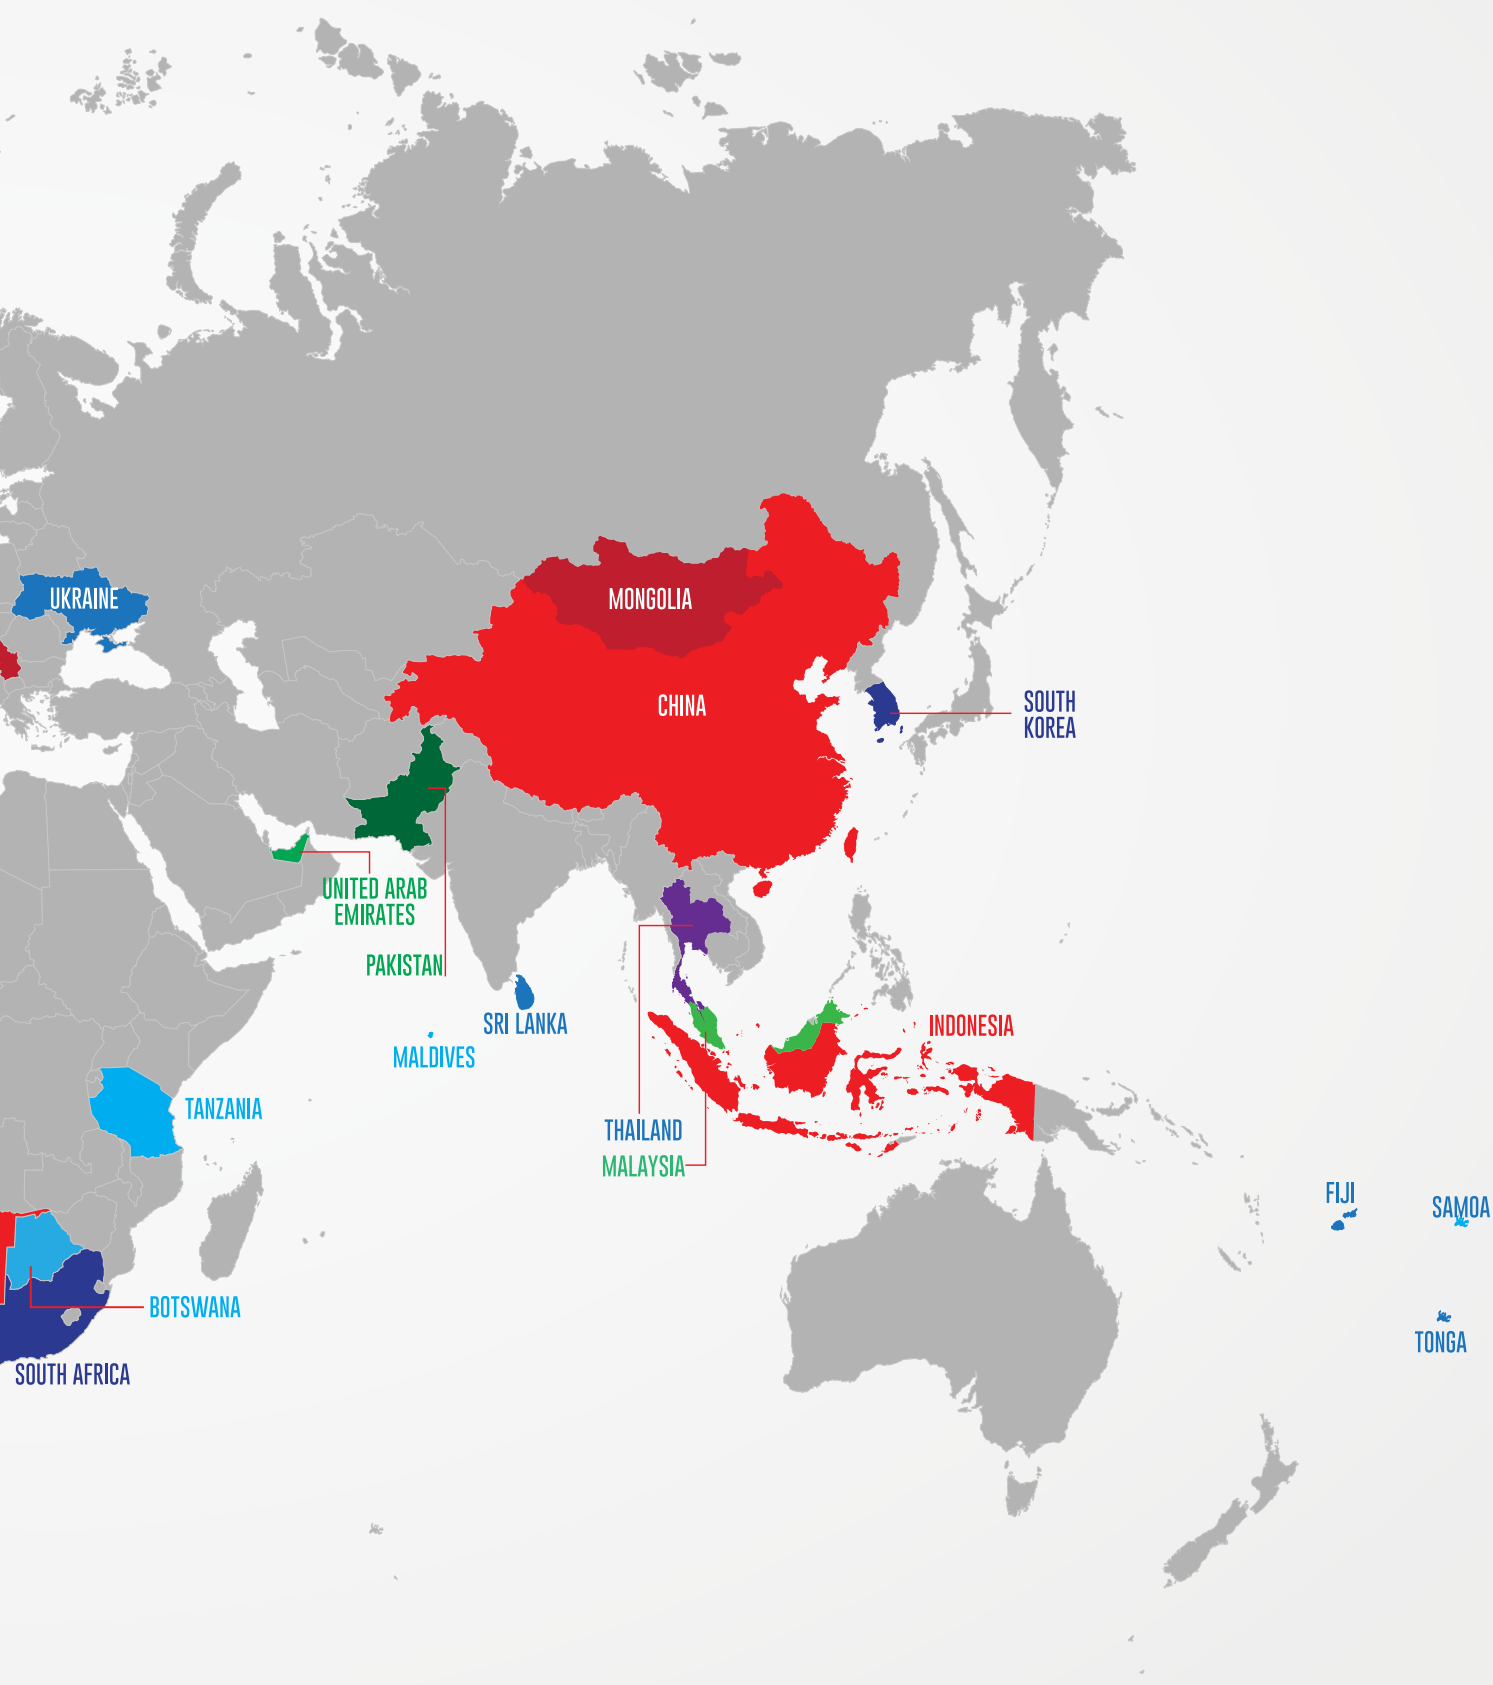 UKRAINE
MONGOLIA
CHINA
SOUTH
KOREA
UNITED ARAB
EMIRATES
PAKISTAN
SRI LANKA
INDONESIA
MALDIVES
TANZANIA
THAILAND
MALAYSIA
FIJI
SAMOA
BOTSWANA
TONGA
SOUTH AFRICA